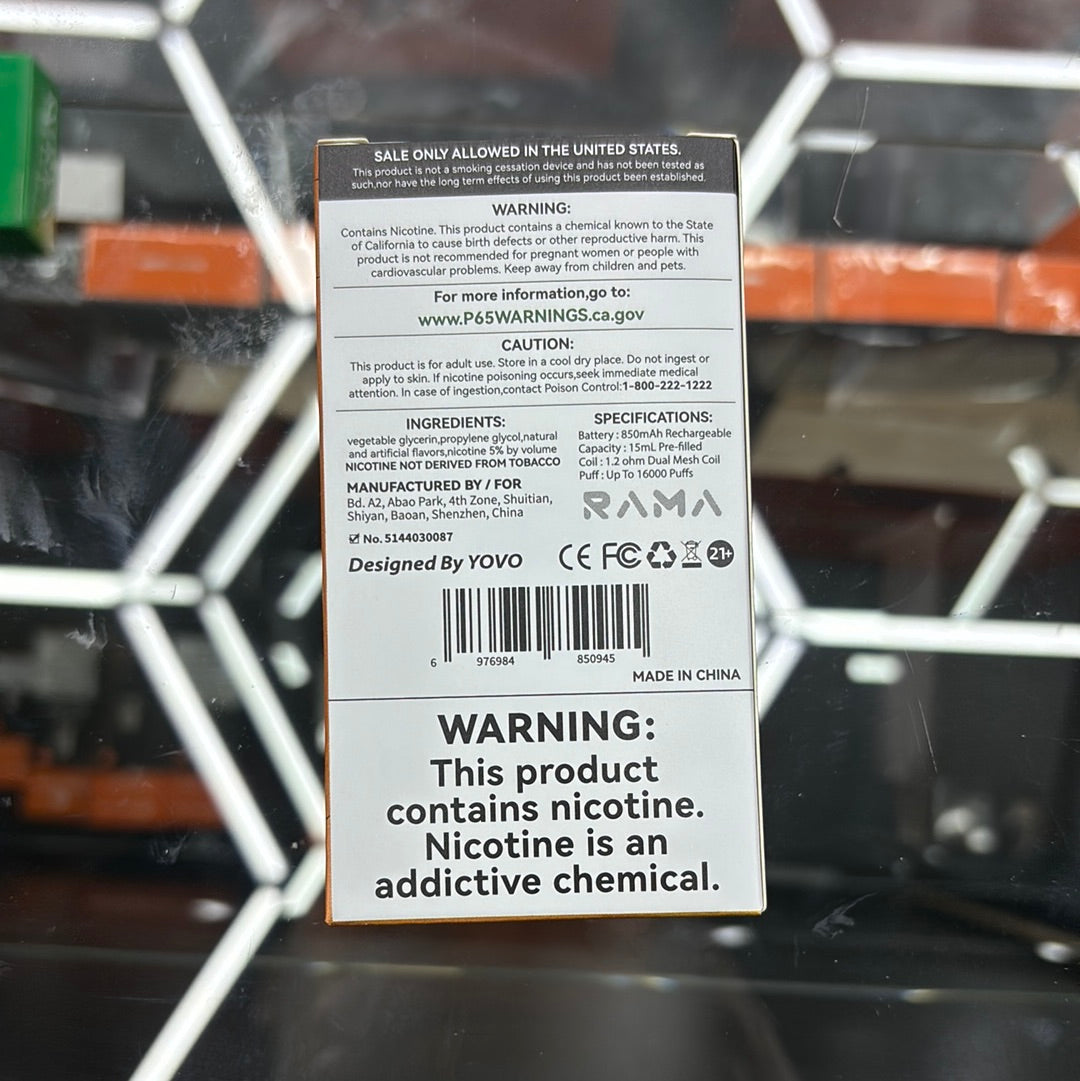 SALE ONLY ALLOWED IN THE UNITED STATES.
This product is not a smoking cessation device and has not been tested as
such,nor have the long term effects of using this product been established.
WARNING:
Contains Nicotine. This product contains a chemical known to the State
of California to cause birth defects or other reproductive harm. This
product is not recommended for pregnant women or people with
cardiovascular problems. Keep away from children and pets.
For more information,go to:
www.P65WARNINGS.ca.gov
CAUTION:
This product is for adult use. Store in a cool dry place. Do not ingest or
apply to skin. If nicotine poisoning occurs,seek immediate medical
attention. In case of ingestion,contact Poison Control:1-800-222-1222
INGREDIENTS:
vegetable glycerin,propylene glycol,natural
and artificial flavors,nicotine 5% by volume
NICOTINE NOT DERIVED FROM TOBACCO
MANUFACTURED BY / FOR
Bd. A2, Abao Park, 4th Zone, Shuitian,
Shiyan, Baoan, Shenzhen, China
No. 5144030087
Designed By YOVO
SPECIFICATIONS:
Battery : 850mAh Rechargeable
Capacity : 15mL Pre-filled
Coil : 1.2 ohm Dual Mesh Coil
Puff : Up To 16000 Puffs
RAMA
CE FC 21+
6 976984 850945
MADE IN CHINA
WARNING:
This product
contains nicotine.
Nicotine is an
addictive chemical.